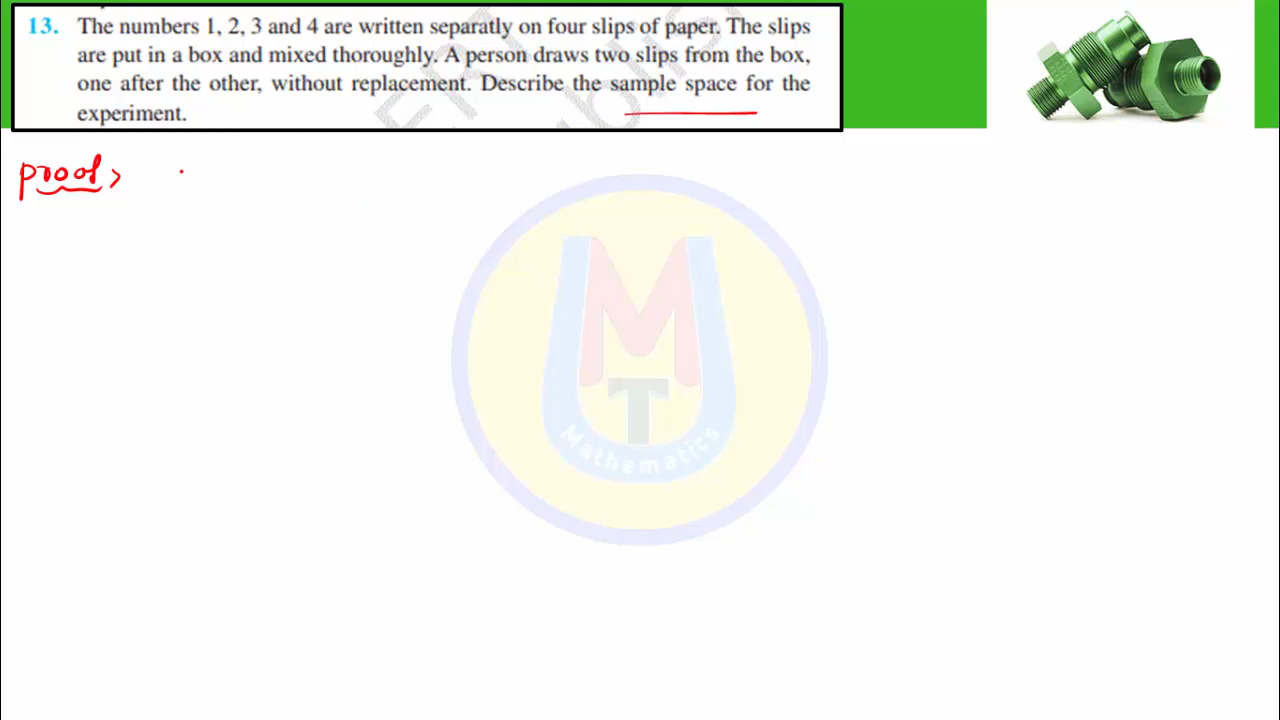 13. The numbers 1, 2, 3 and 4 are written separatly on four slips of paper. The slips
are put in a box and mixed thoroughly. A person draws two slips from the box,
one after the other, without replacement. Describe the sample space for the
experiment.
proof>
UMT
Mathematics